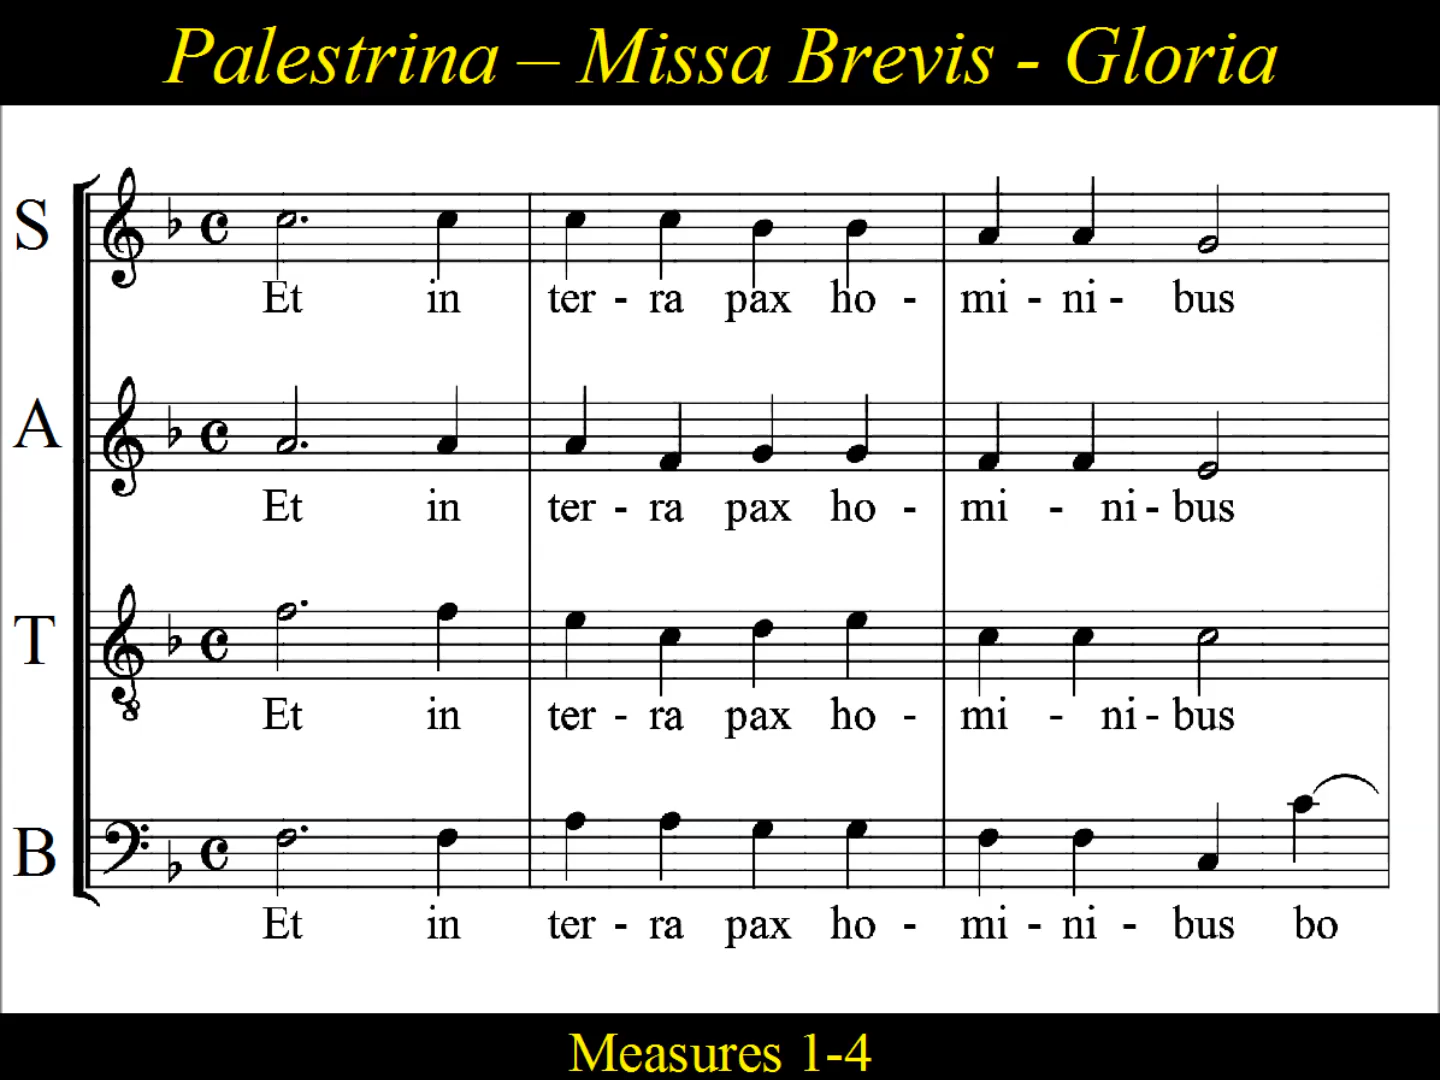 Palestrina – Missa Brevis - Gloria
S
Et in ter - ra pax ho - mi - ni - bus
A
Et in ter - ra pax ho - mi - ni - bus
T
8
Et in ter - ra pax ho - mi - ni - bus
B
Et in ter - ra pax ho - mi - ni - bus bo
Measures 1-4